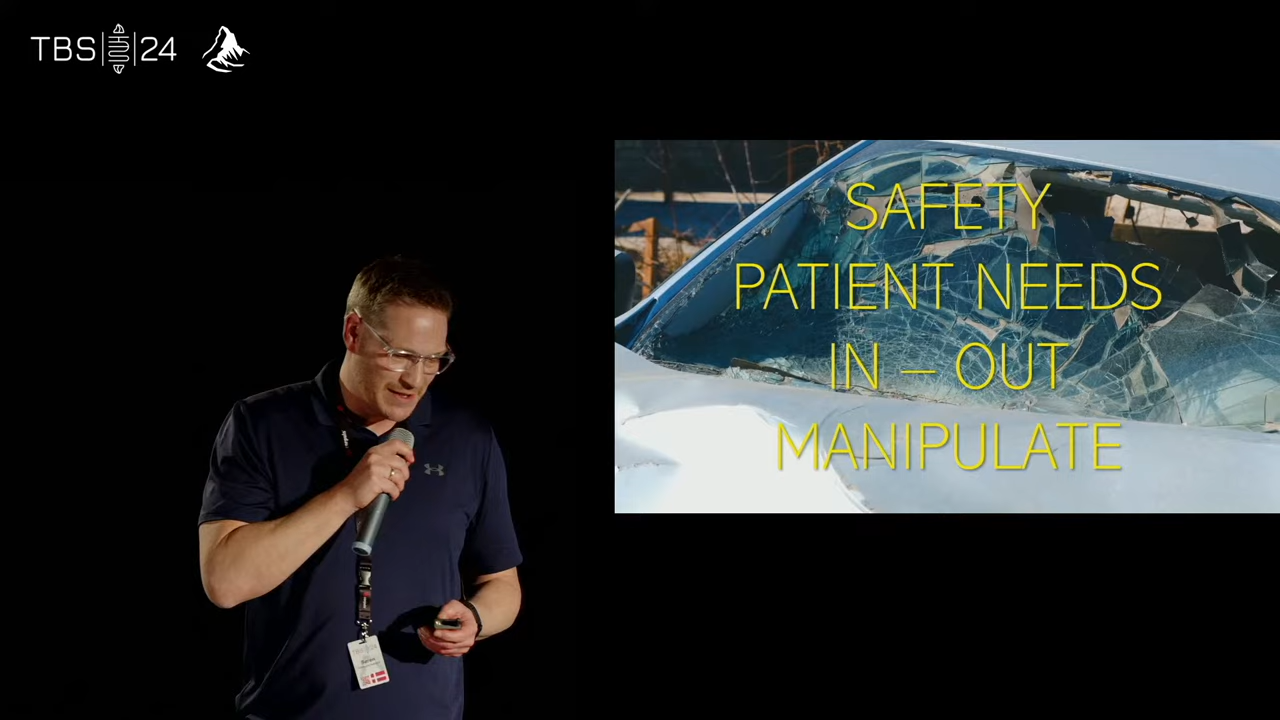 TBS 24
SAFETY
PATIENT NEEDS
IN – OUT
MANIPULATE